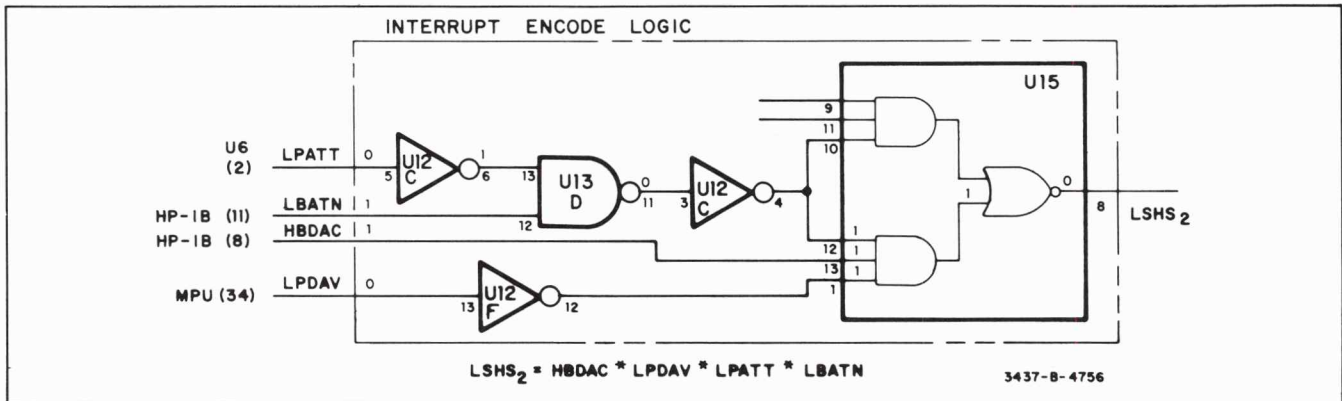 INTERRUPT ENCODE LOGIC
U15
9
11
10
U6
(2) LPATT 0 5 U12 C 1 6 13 U13 D 0 11 3 U12 C 4
HP-IB (11) LBATN 1 12
HP-IB (8) HBDAC 1
MPU (34) LPDAV 0 13 U12 F 12
1 12
1 13
1 1
1 0 8
LSHS2
LSHS2 = HBDAC * LPDAV * LPATT * LBATN
3437-B-4756